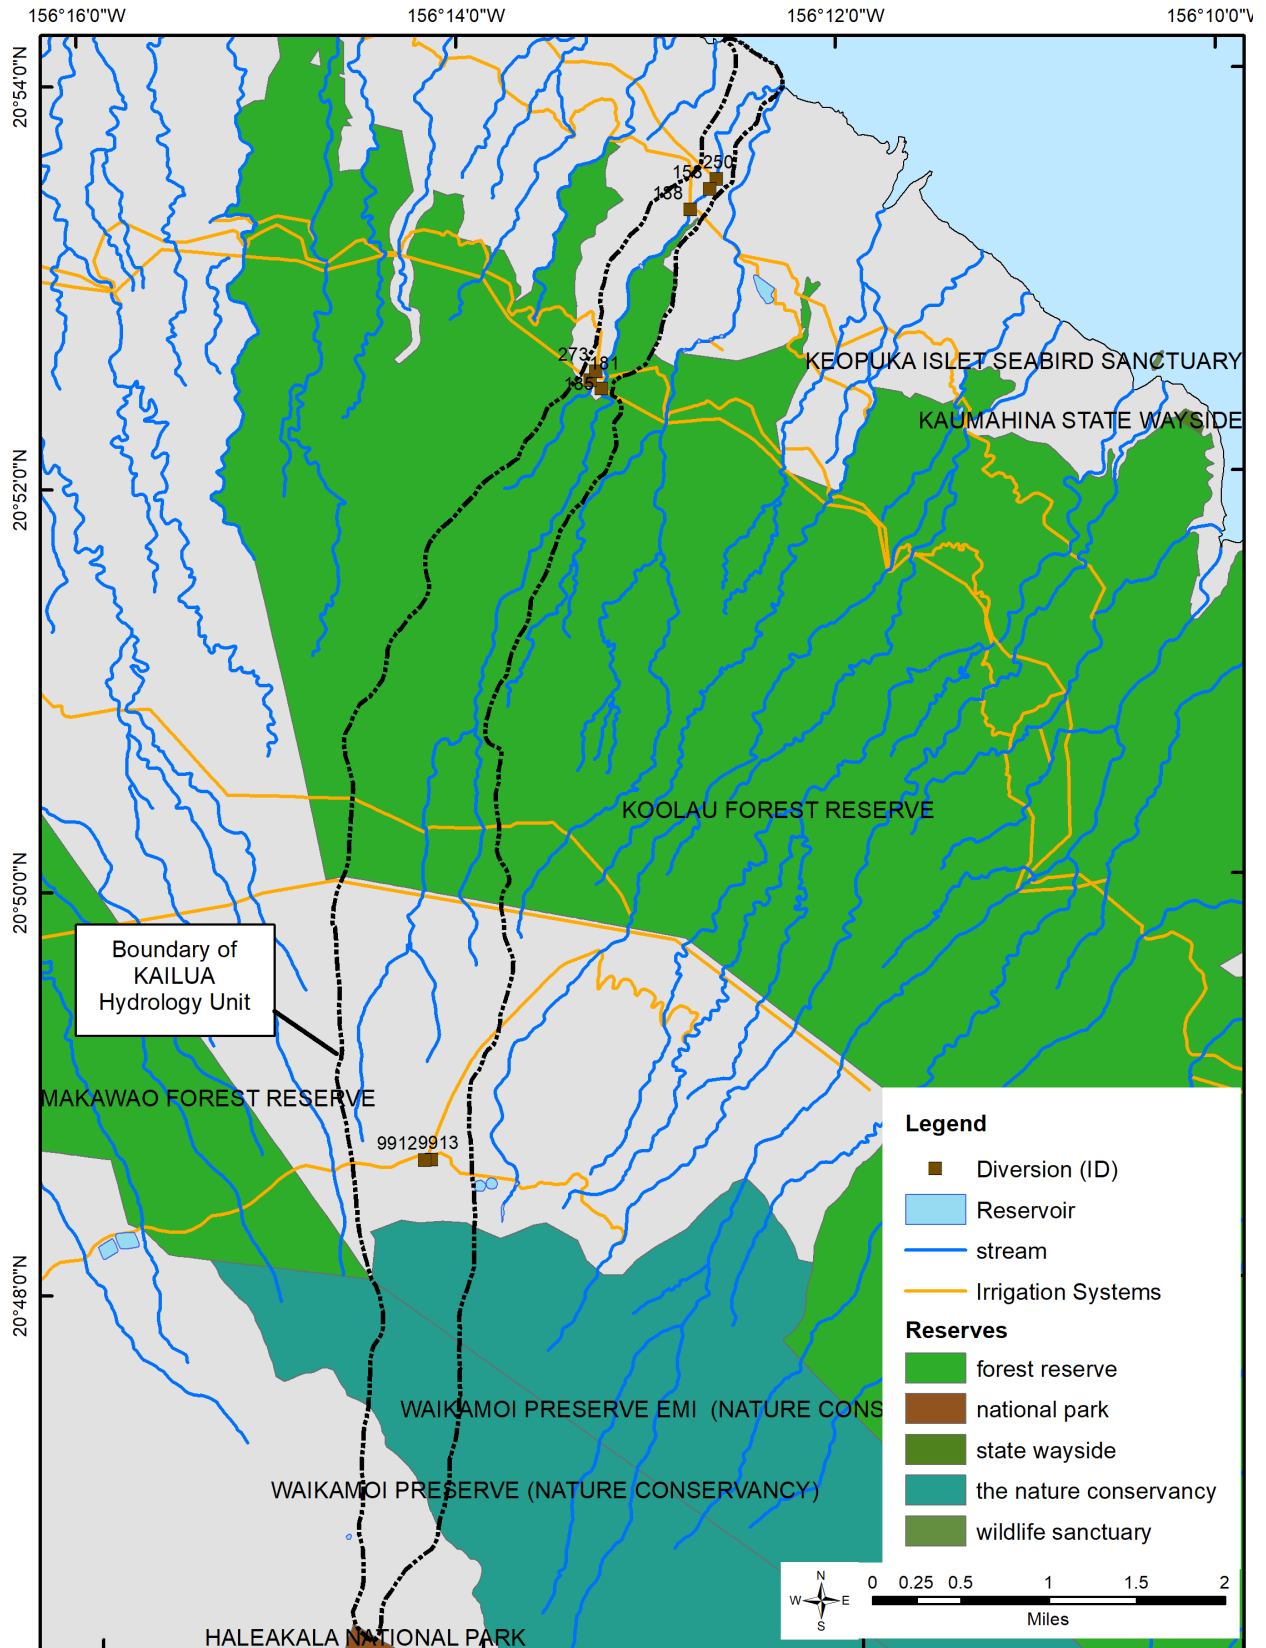 156°16'0"W
156°14'0"W
156°12'0"W
156°10'0"W
20°54'0"N
20°52'0"N
20°50'0"N
20°48'0"N
250
153
188
273
181
185
KEOPUKA ISLET SEABIRD SANCTUARY
KAUMAHINA STATE WAYSIDE
KOOLAU FOREST RESERVE
Boundary of
KAILUA
Hydrology Unit
MAKAWAO FOREST RESERVE
99129913
WAIKAMOI PRESERVE EMI (NATURE CONS
WAIKAMOI PRESERVE (NATURE CONSERVANCY)
HALEAKALA NATIONAL PARK
Legend
Diversion (ID)
Reservoir
stream
Irrigation Systems
Reserves
forest reserve
national park
state wayside
the nature conservancy
wildlife sanctuary
N
W E
S
0 0.25 0.5 1 1.5 2
Miles